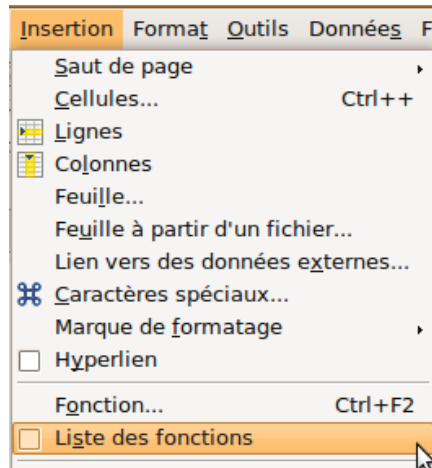 Insertion Format Outils Données F
Saut de page
Cellules... Ctrl++
Lignes
Colonnes
Feuille...
Feuille à partir d'un fichier...
Lien vers des données externes...
Caractères spéciaux...
Marque de formatage
Hyperlien
Fonction... Ctrl+F2
Liste des fonctions